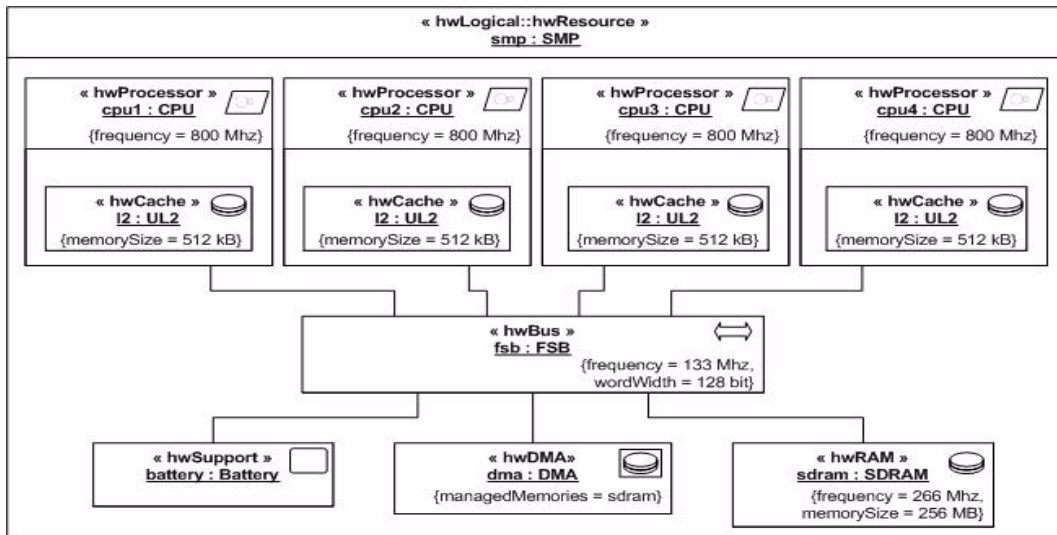 « hwLogical::hwResource »
smp : SMP
« hwProcessor »
cpu1 : CPU
{frequency = 800 Mhz}
« hwCache »
l2 : UL2
{memorySize = 512 kB}
« hwProcessor »
cpu2 : CPU
{frequency = 800 Mhz}
« hwCache »
l2 : UL2
{memorySize = 512 kB}
« hwProcessor »
cpu3 : CPU
{frequency = 800 Mhz}
« hwCache »
l2 : UL2
{memorySize = 512 kB}
« hwProcessor »
cpu4 : CPU
{frequency = 800 Mhz}
« hwCache »
l2 : UL2
{memorySize = 512 kB}
« hwBus »
fsb : FSB
{frequency = 133 Mhz,
wordWidth = 128 bit}
« hwSupport »
battery : Battery
« hwDMA »
dma : DMA
{managedMemories = sdram}
« hwRAM »
sdram : SDRAM
{frequency = 266 Mhz,
memorySize = 256 MB}